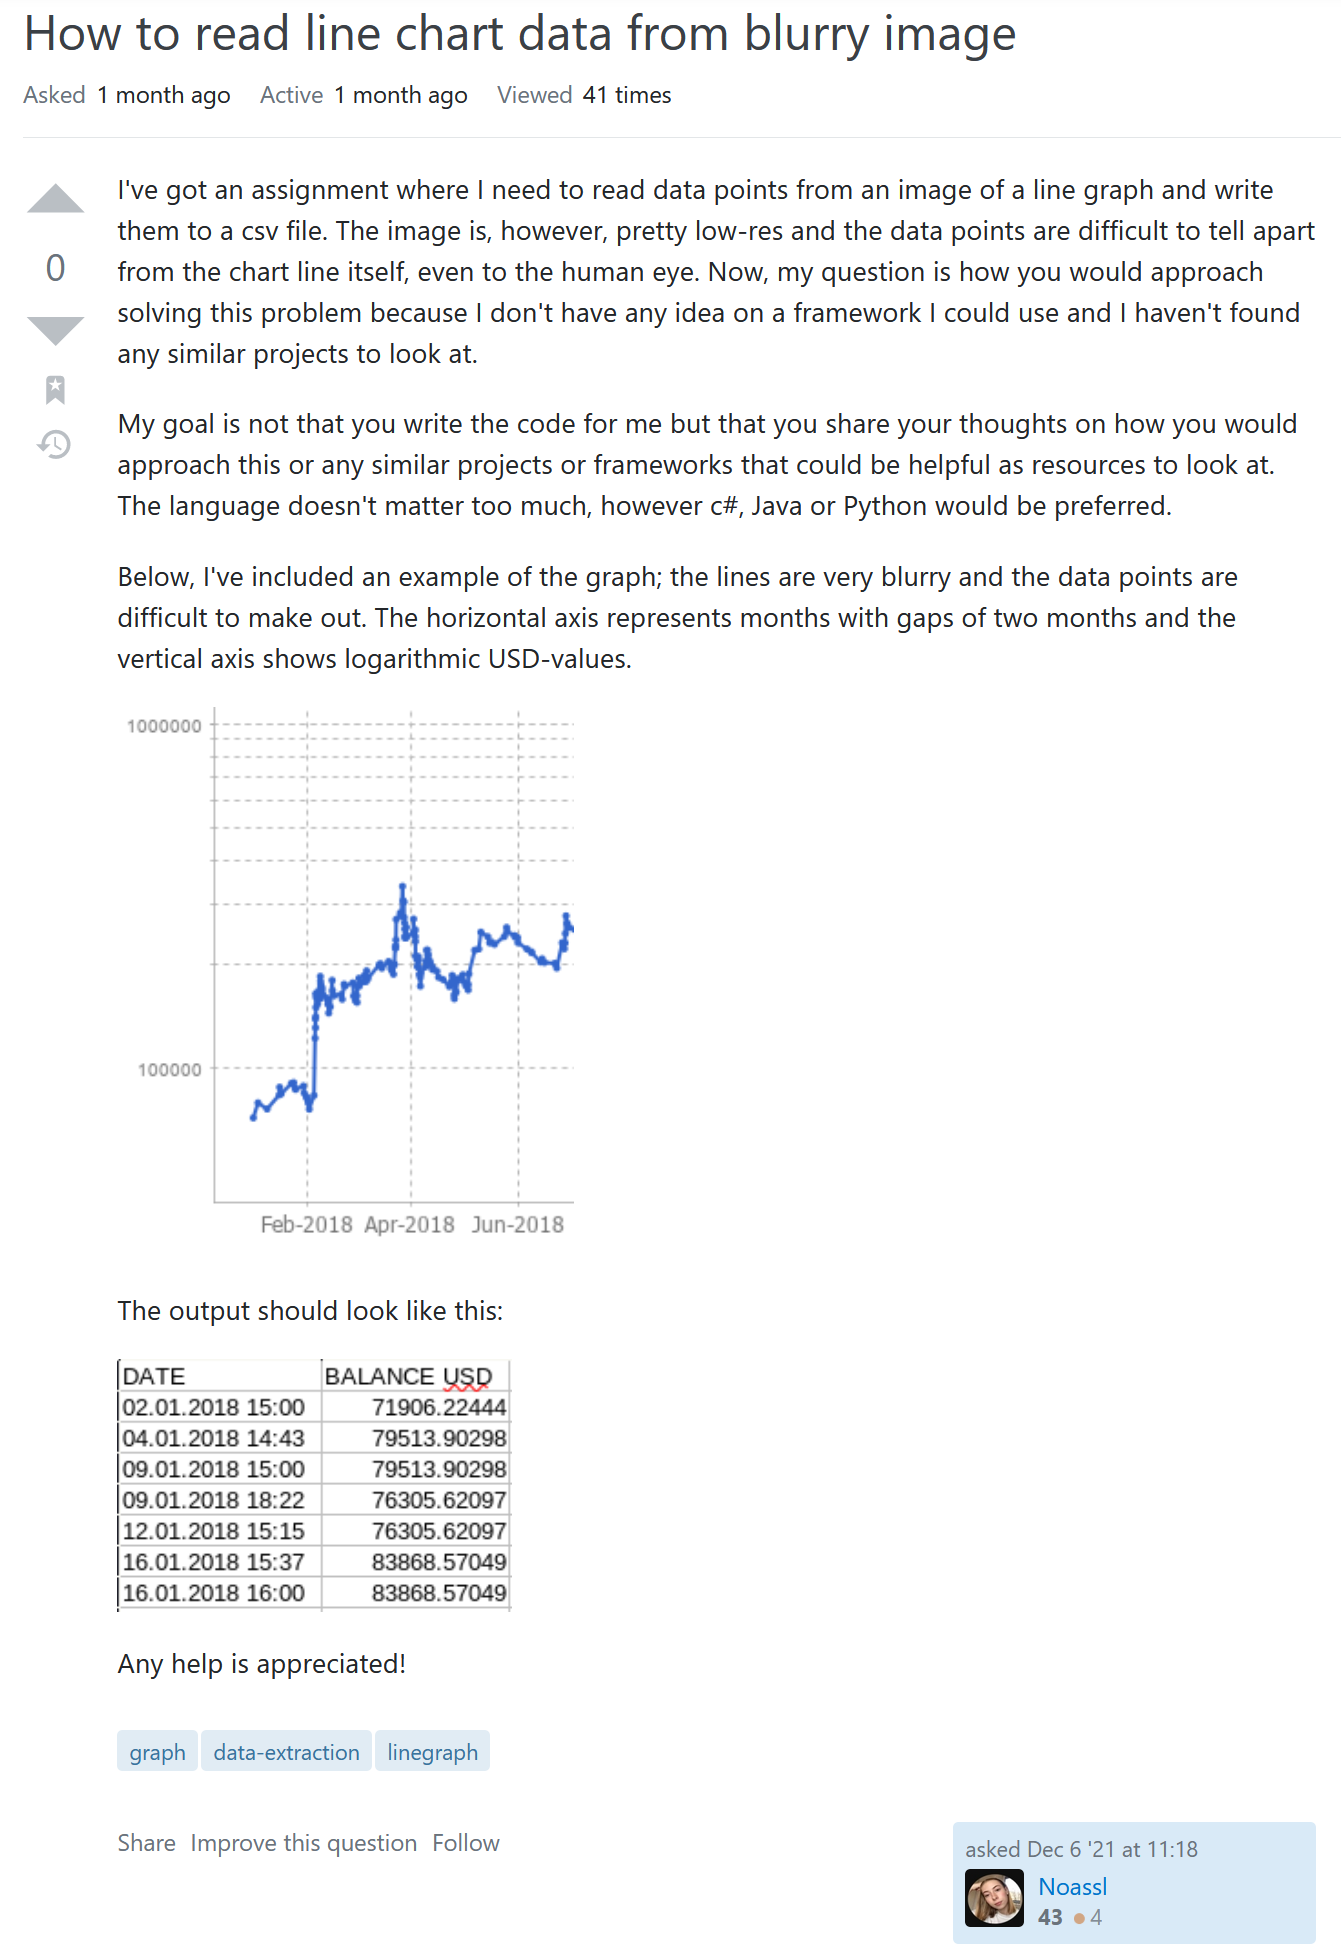 How to read line chart data from blurry image
Asked 1 month ago Active 1 month ago Viewed 41 times
I've got an assignment where I need to read data points from an image of a line graph and write
them to a csv file. The image is, however, pretty low-res and the data points are difficult to tell apart
from the chart line itself, even to the human eye. Now, my question is how you would approach
0
solving this problem because I don't have any idea on a framework I could use and I haven't found
any similar projects to look at.
My goal is not that you write the code for me but that you share your thoughts on how you would
approach this or any similar projects or frameworks that could be helpful as resources to look at.
The language doesn't matter too much, however c#, Java or Python would be preferred.
Below, I've included an example of the graph; the lines are very blurry and the data points are
difficult to make out. The horizontal axis represents months with gaps of two months and the
vertical axis shows logarithmic USD-values.
1000000
100000
Feb-2018 Apr-2018 Jun-2018
The output should look like this:
DATE BALANCE USD
02.01.2018 15:00 71906.22444
04.01.2018 14:43 79513.90298
09.01.2018 15:00 79513.90298
09.01.2018 18:22 76305.62097
12.01.2018 15:15 76305.62097
16.01.2018 15:37 83868.57049
16.01.2018 16:00 83868.57049
Any help is appreciated!
graph data-extraction linegraph
Share Improve this question Follow
asked Dec 6 '21 at 11:18
Noassl
43 4